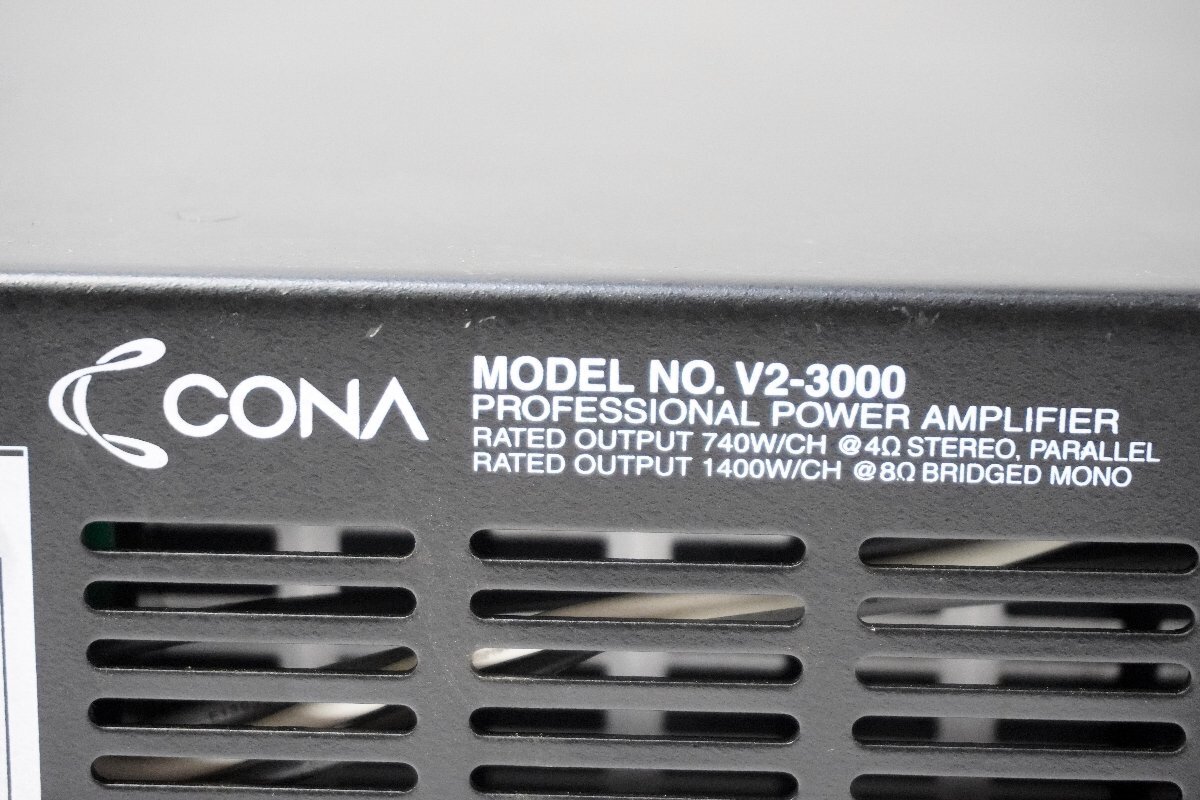 CONA
MODEL NO. V2-3000
PROFESSIONAL POWER AMPLIFIER
RATED OUTPUT 740W/CH @4Ω STEREO, PARALLEL
RATED OUTPUT 1400W/CH @8Ω BRIDGED MONO